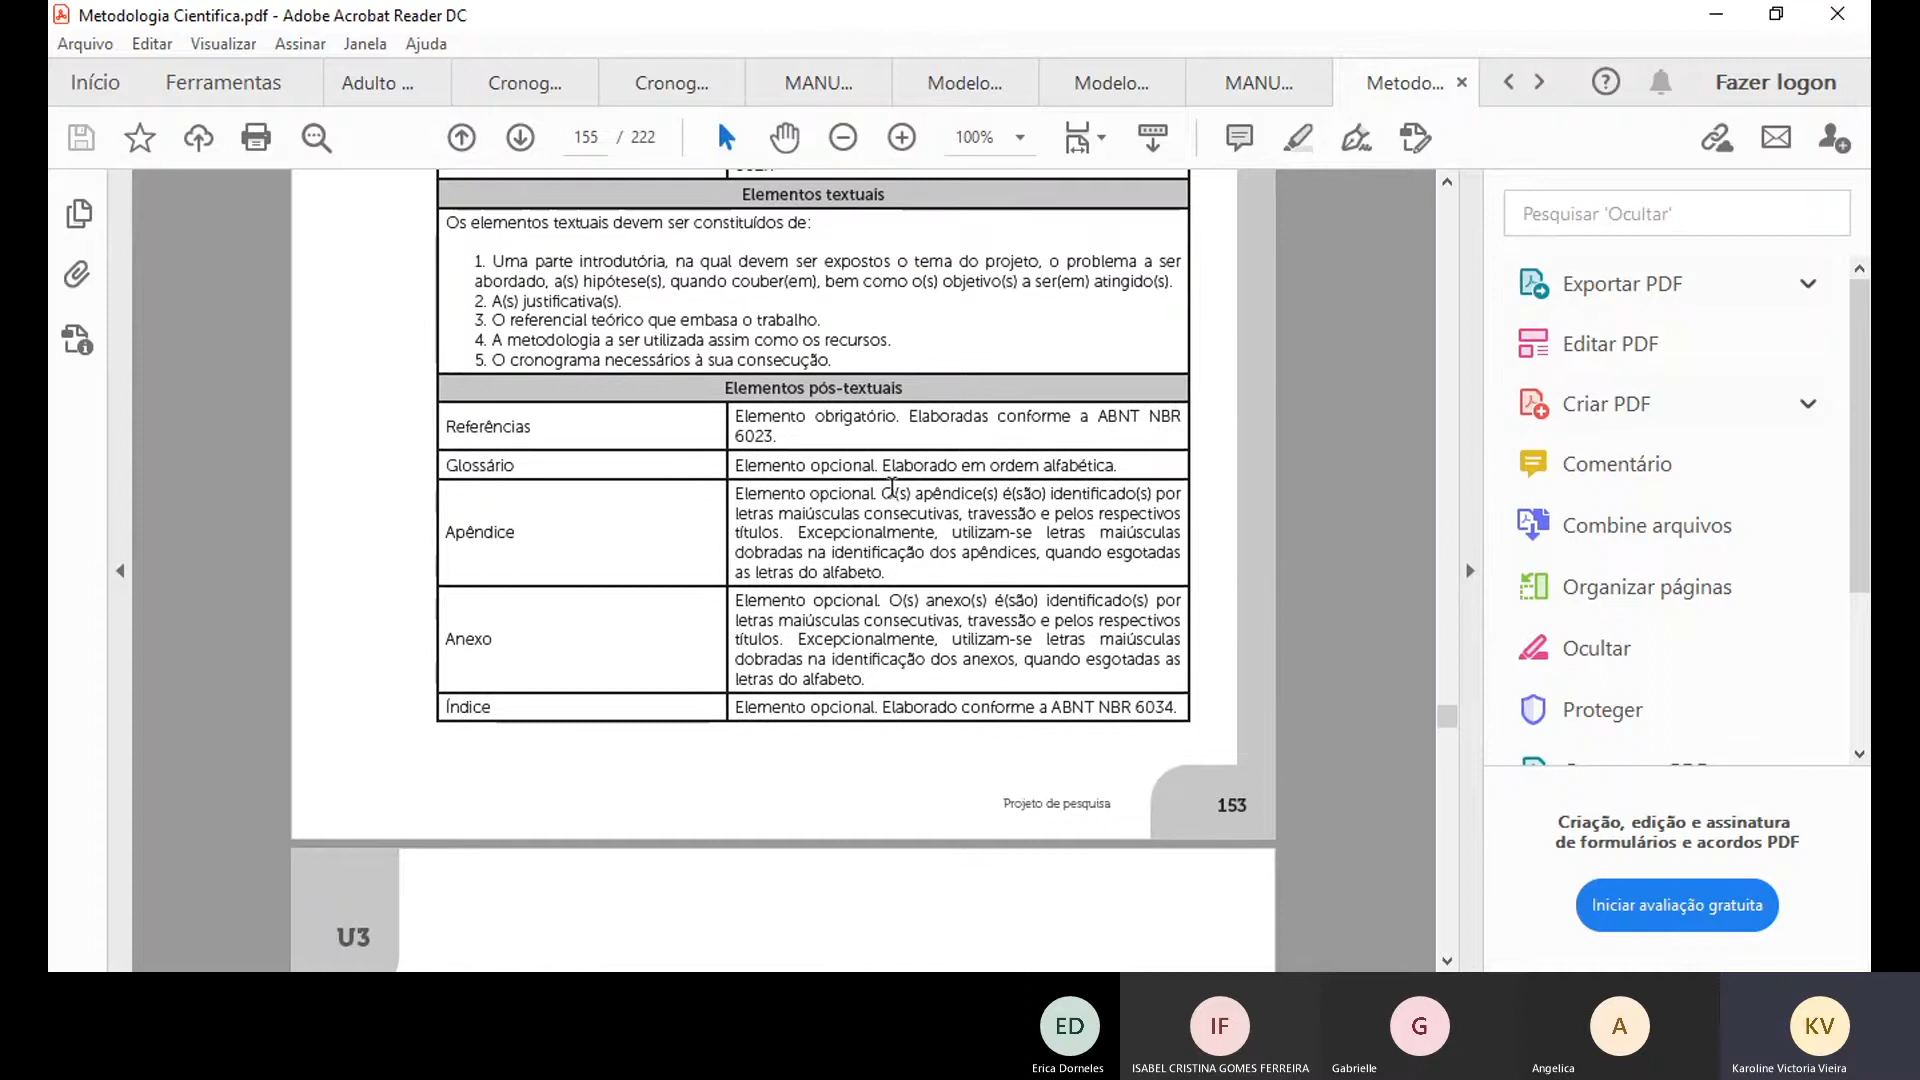 Metodologia Cientifica.pdf - Adobe Acrobat Reader DC
Arquivo Editar Visualizar Assinar Janela Ajuda
Início Ferramentas Adulto ... Cronog... Cronog... MANU... Modelo... Modelo... MANU... Metodo... Fazer logon
155 / 222 100%
Elementos textuais
Os elementos textuais devem ser constituídos de:
1. Uma parte introdutória, na qual devem ser expostos o tema do projeto, o problema a ser
abordado, a(s) hipótese(s), quando couber(em), bem como o(s) objetivo(s) a ser(em) atingido(s).
2. A(s) justificativa(s).
3. O referencial teórico que embasa o trabalho.
4. A metodologia a ser utilizada assim como os recursos.
5. O cronograma necessários à sua consecução.
Elementos pós-textuais
Referências
Elemento obrigatório. Elaboradas conforme a ABNT NBR
6023.
Glossário
Elemento opcional. Elaborado em ordem alfabética.
Apêndice
Elemento opcional. O(s) apêndice(s) é(são) identificado(s) por
letras maiúsculas consecutivas, travessão e pelos respectivos
títulos. Excepcionalmente, utilizam-se letras maiúsculas
dobradas na identificação dos apêndices, quando esgotadas
as letras do alfabeto.
Anexo
Elemento opcional. O(s) anexo(s) é(são) identificado(s) por
letras maiúsculas consecutivas, travessão e pelos respectivos
títulos. Excepcionalmente, utilizam-se letras maiúsculas
dobradas na identificação dos anexos, quando esgotadas as
letras do alfabeto.
Índice
Elemento opcional. Elaborado conforme a ABNT NBR 6034.
Projeto de pesquisa 153
U3
Pesquisar 'Ocultar'
Exportar PDF
Editar PDF
Criar PDF
Comentário
Combine arquivos
Organizar páginas
Ocultar
Proteger
Criação, edição e assinatura
de formulários e acordos PDF
Iniciar avaliação gratuita
ED IF G A KV
Erica Dorneles ISABEL CRISTINA GOMES FERREIRA Gabrielle Angelica Karoline Victoria Vieira